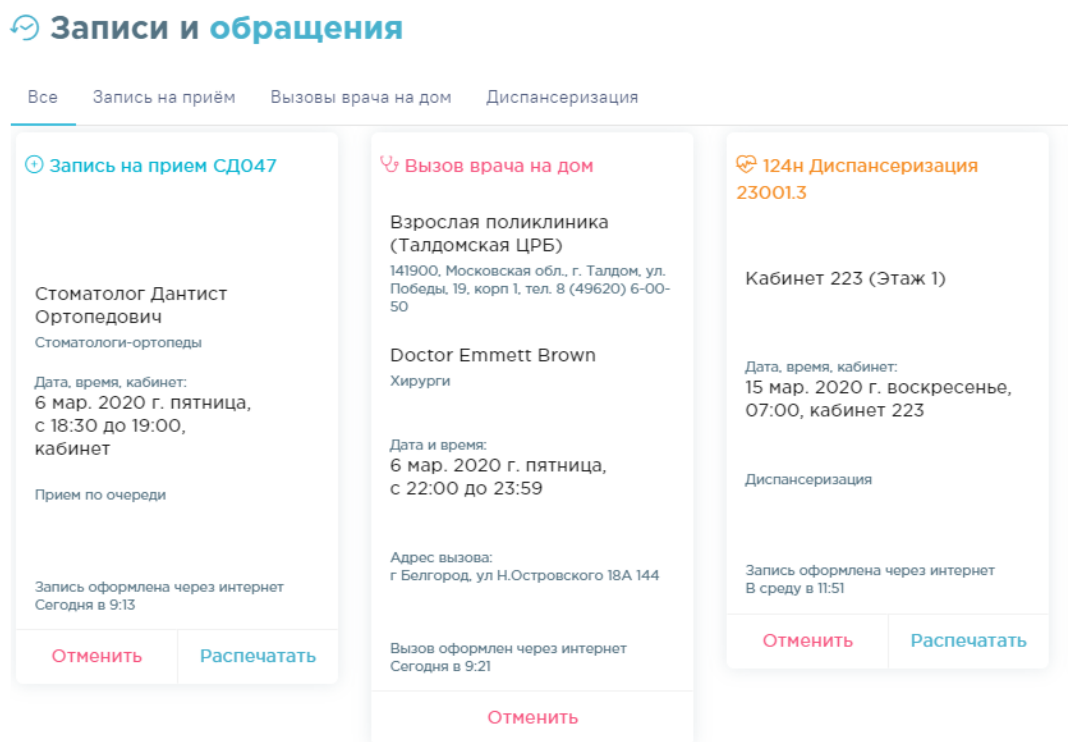 Записи и обращения
Все Запись на приём Вызовы врача на дом Диспансеризация
Запись на прием СД047
Стоматолог Дантист
Ортопедович
Стоматологи-ортопеды
Дата, время, кабинет:
6 мар. 2020 г. пятница,
с 18:30 до 19:00,
кабинет
Прием по очереди
Запись оформлена через интернет
Сегодня в 9:13
Отменить Распечатать
Вызов врача на дом
Взрослая поликлиника
(Талдомская ЦРБ)
141900, Московская обл., г. Талдом, ул.
Победы, 19, корп 1, тел. 8 (49620) 6-00-
50
Doctor Emmett Brown
Хирурги
Дата и время:
6 мар. 2020 г. пятница,
с 22:00 до 23:59
Адрес вызова:
г Белгород, ул Н.Островского 18А 144
Вызов оформлен через интернет
Сегодня в 9:21
Отменить
124н Диспансеризация
23001.3
Кабинет 223 (Этаж 1)
Дата, время, кабинет:
15 мар. 2020 г. воскресенье,
07:00, кабинет 223
Диспансеризация
Запись оформлена через интернет
В среду в 11:51
Отменить Распечатать